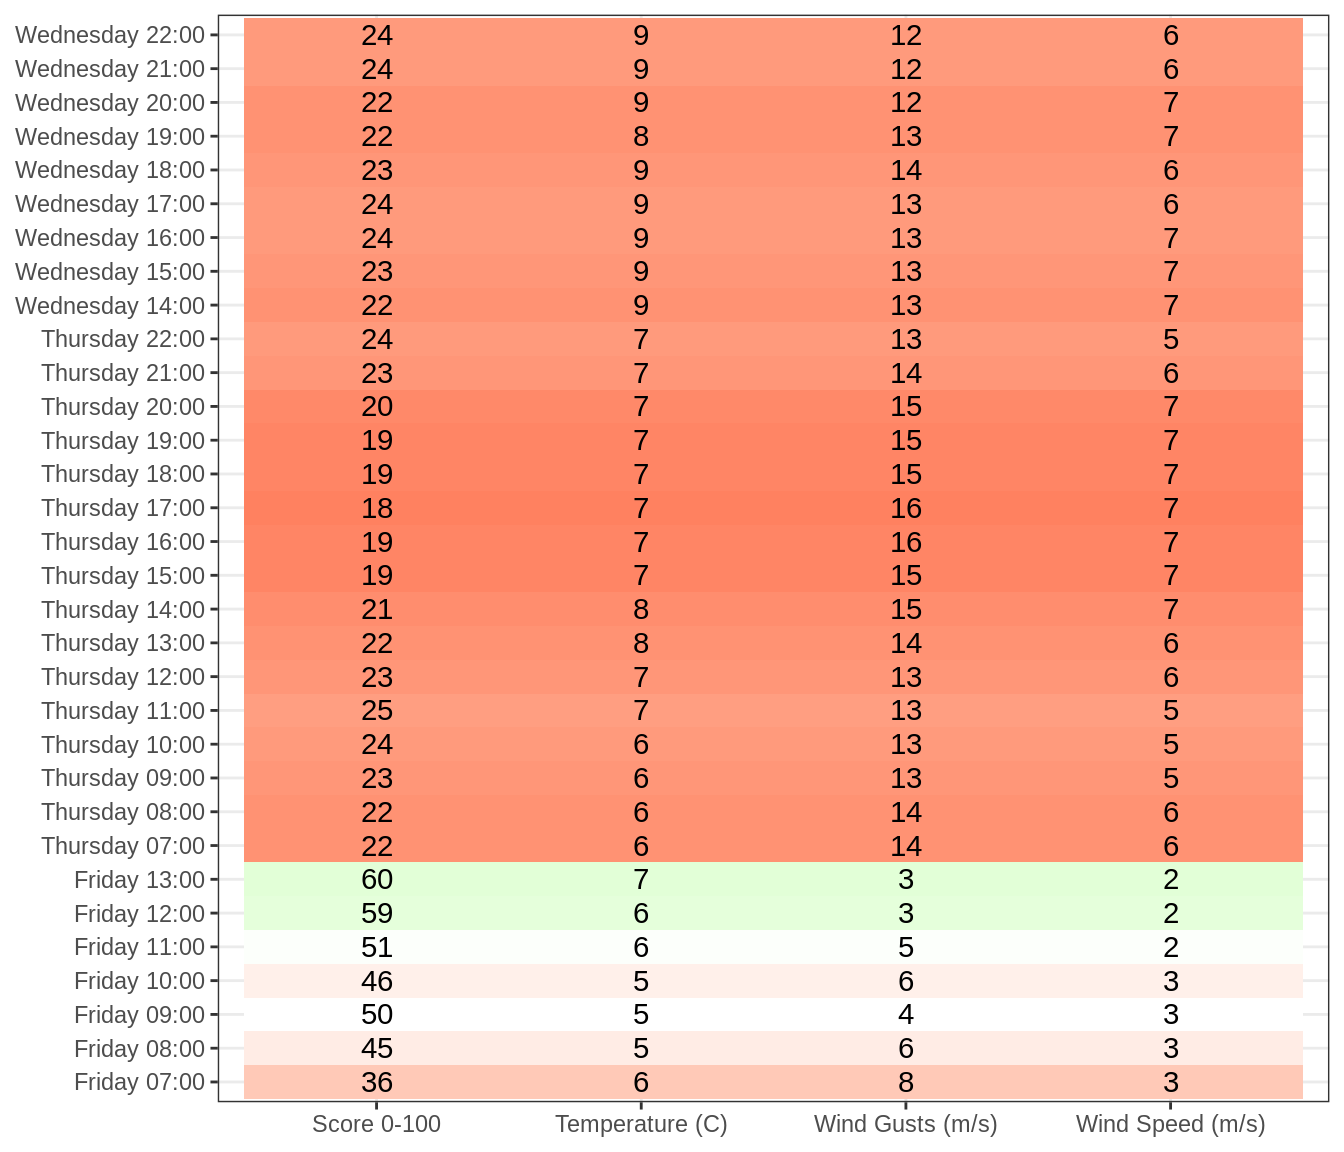 Wednesday 22:00 24 9 12 6
Wednesday 21:00 24 9 12 6
Wednesday 20:00 22 9 12 7
Wednesday 19:00 22 8 13 7
Wednesday 18:00 23 9 14 6
Wednesday 17:00 24 9 13 6
Wednesday 16:00 24 9 13 7
Wednesday 15:00 23 9 13 7
Wednesday 14:00 22 9 13 7
Thursday 22:00 24 7 13 5
Thursday 21:00 23 7 14 6
Thursday 20:00 20 7 15 7
Thursday 19:00 19 7 15 7
Thursday 18:00 19 7 15 7
Thursday 17:00 18 7 16 7
Thursday 16:00 19 7 16 7
Thursday 15:00 19 7 15 7
Thursday 14:00 21 8 15 7
Thursday 13:00 22 8 14 6
Thursday 12:00 23 7 13 6
Thursday 11:00 25 7 13 5
Thursday 10:00 24 6 13 5
Thursday 09:00 23 6 13 5
Thursday 08:00 22 6 14 6
Thursday 07:00 22 6 14 6
Friday 13:00 60 7 3 2
Friday 12:00 59 6 3 2
Friday 11:00 51 6 5 2
Friday 10:00 46 5 6 3
Friday 09:00 50 5 4 3
Friday 08:00 45 5 6 3
Friday 07:00 36 6 8 3
Score 0-100 Temperature (C) Wind Gusts (m/s) Wind Speed (m/s)